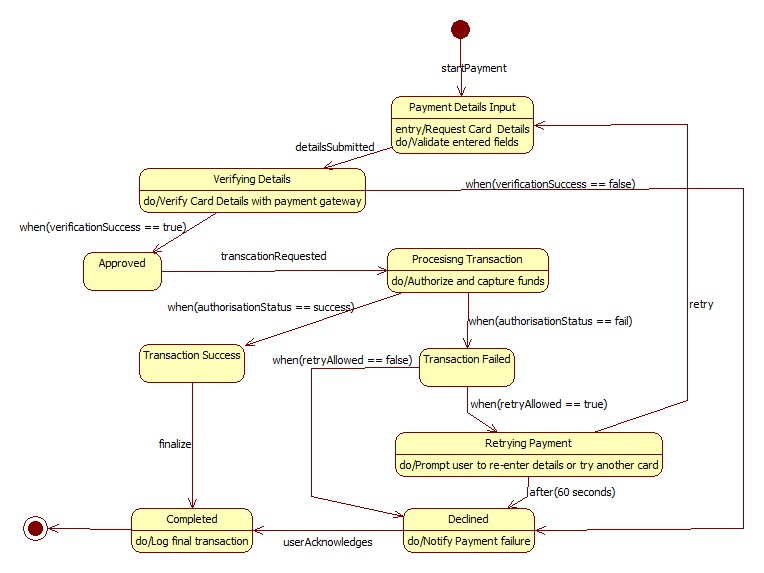 startPayment
Payment Details Input
entry/Request Card Details
do/Validate entered fields
detailsSubmitted
Verifying Details
do/Verify Card Details with payment gateway
when(verificationSuccess == false)
when(verificationSuccess == true)
Approved
transcationRequested
Procesisng Transaction
do/Authorize and capture funds
when(authorisationStatus == success)
retry
when(authorisationStatus == fail)
Transaction Success
when(retryAllowed == false)
Transaction Failed
when(retryAllowed == true)
finalize
Retrying Payment
do/Prompt user to re-enter details or try another card
after(60 seconds)
Completed
do/Log final transaction
userAcknowledges
Declined
do/Notify Payment failure